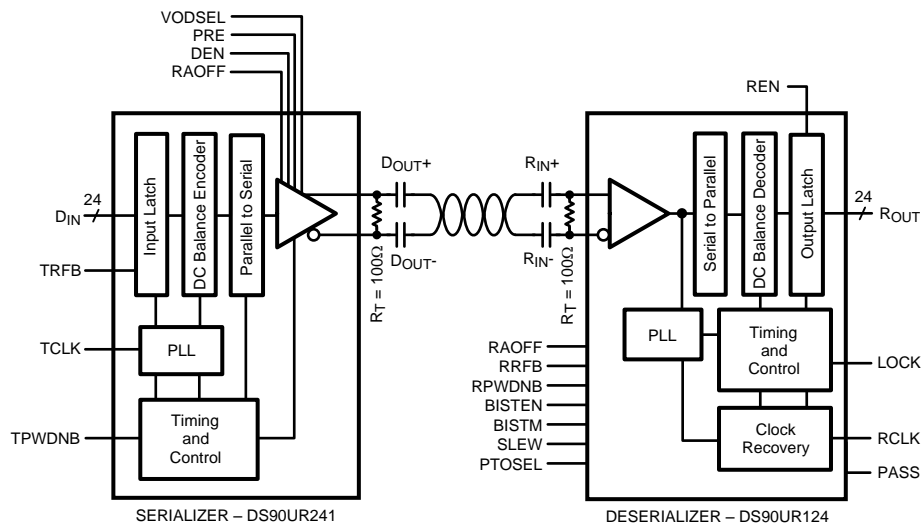 VODSEL
PRE
DEN
RAOFF
REN
Input Latch
DC Balance Encoder
Parallel to Serial
DOUT+
DOUT-
RT = 100Ω
RIN+
RIN-
RT = 100Ω
Serial to Parallel
DC Balance Decoder
Output Latch
24
DIN
TRFB
TCLK
TPWDNB
PLL
Timing
and
Control
24
ROUT
PLL
Timing
and
Control
Clock
Recovery
RAOFF
RRFB
RPWDNB
BISTEN
BISTM
SLEW
PTOSEL
LOCK
RCLK
PASS
SERIALIZER – DS90UR241
DESERIALIZER – DS90UR124